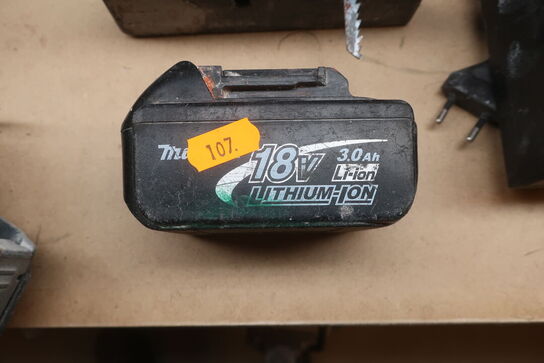 107.
18V
3.0Ah
Li-ion
LITHIUM-ION